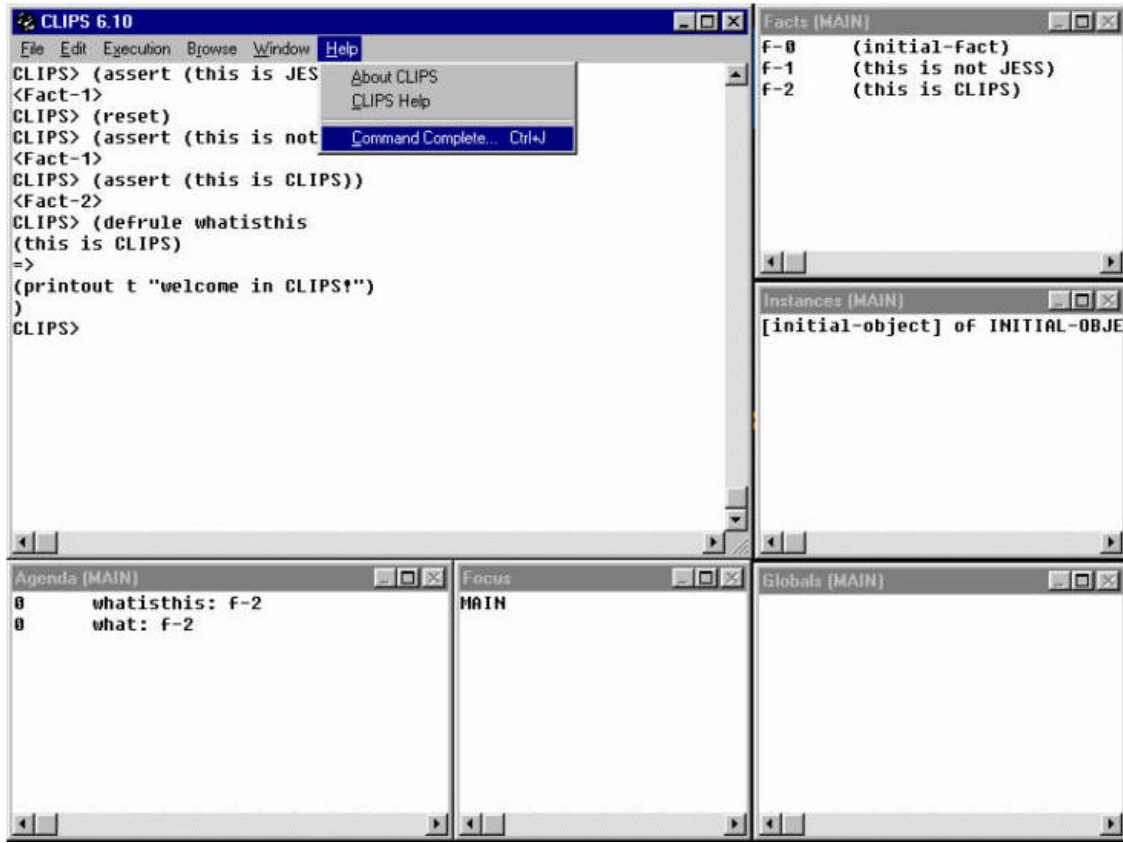 CLIPS 6.10
File Edit Execution Browse Window Help
CLIPS> (assert (this is JES
<Fact-1>
CLIPS> (reset)
CLIPS> (assert (this is not
<Fact-1>
CLIPS> (assert (this is CLIPS))
<Fact-2>
CLIPS> (defrule whatisthis
(this is CLIPS)
=>
(printout t "welcome in CLIPS!")
)
CLIPS>
About CLIPS
CLIPS Help
Command Complete... Ctrl+J
Facts (MAIN)
f-0 (initial-fact)
f-1 (this is not JESS)
f-2 (this is CLIPS)
Instances (MAIN)
[initial-object] of INITIAL-OBJE
Agenda (MAIN)
0 whatisthis: f-2
0 what: f-2
Focus
MAIN
Globals (MAIN)